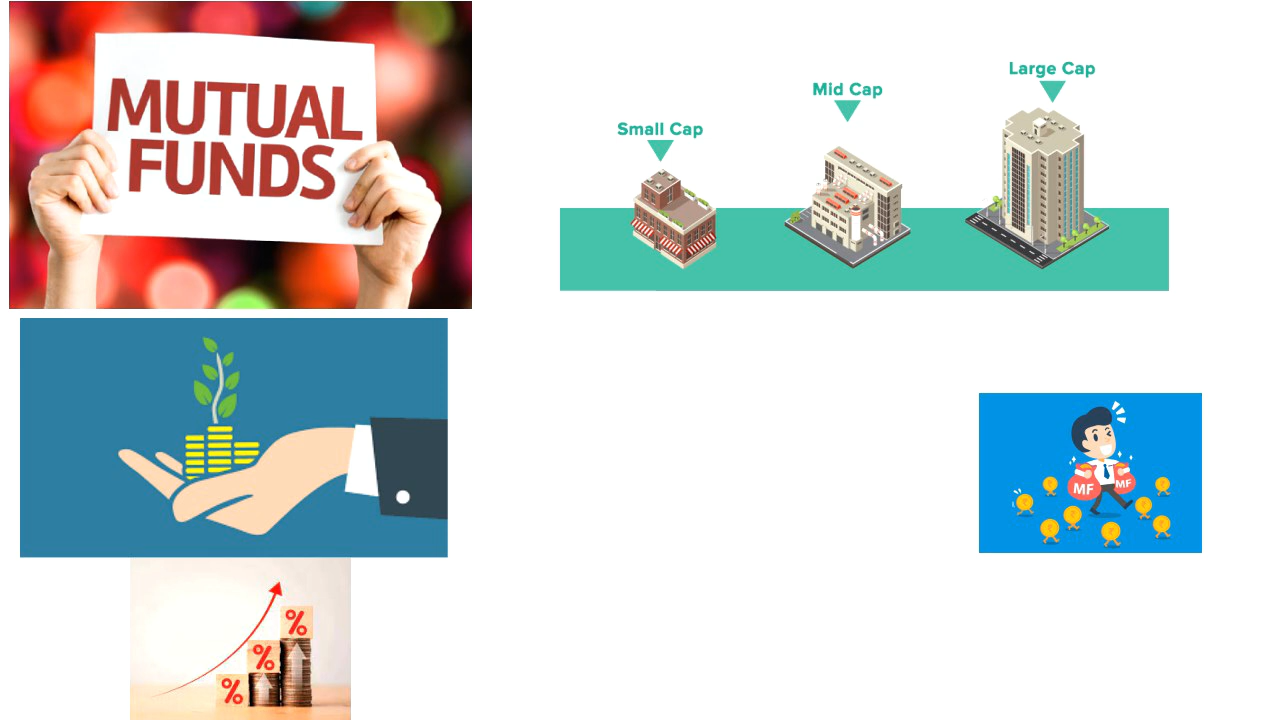 MUTUAL
FUNDS
Small Cap
Mid Cap
Large Cap
MF
MF
%
%
%